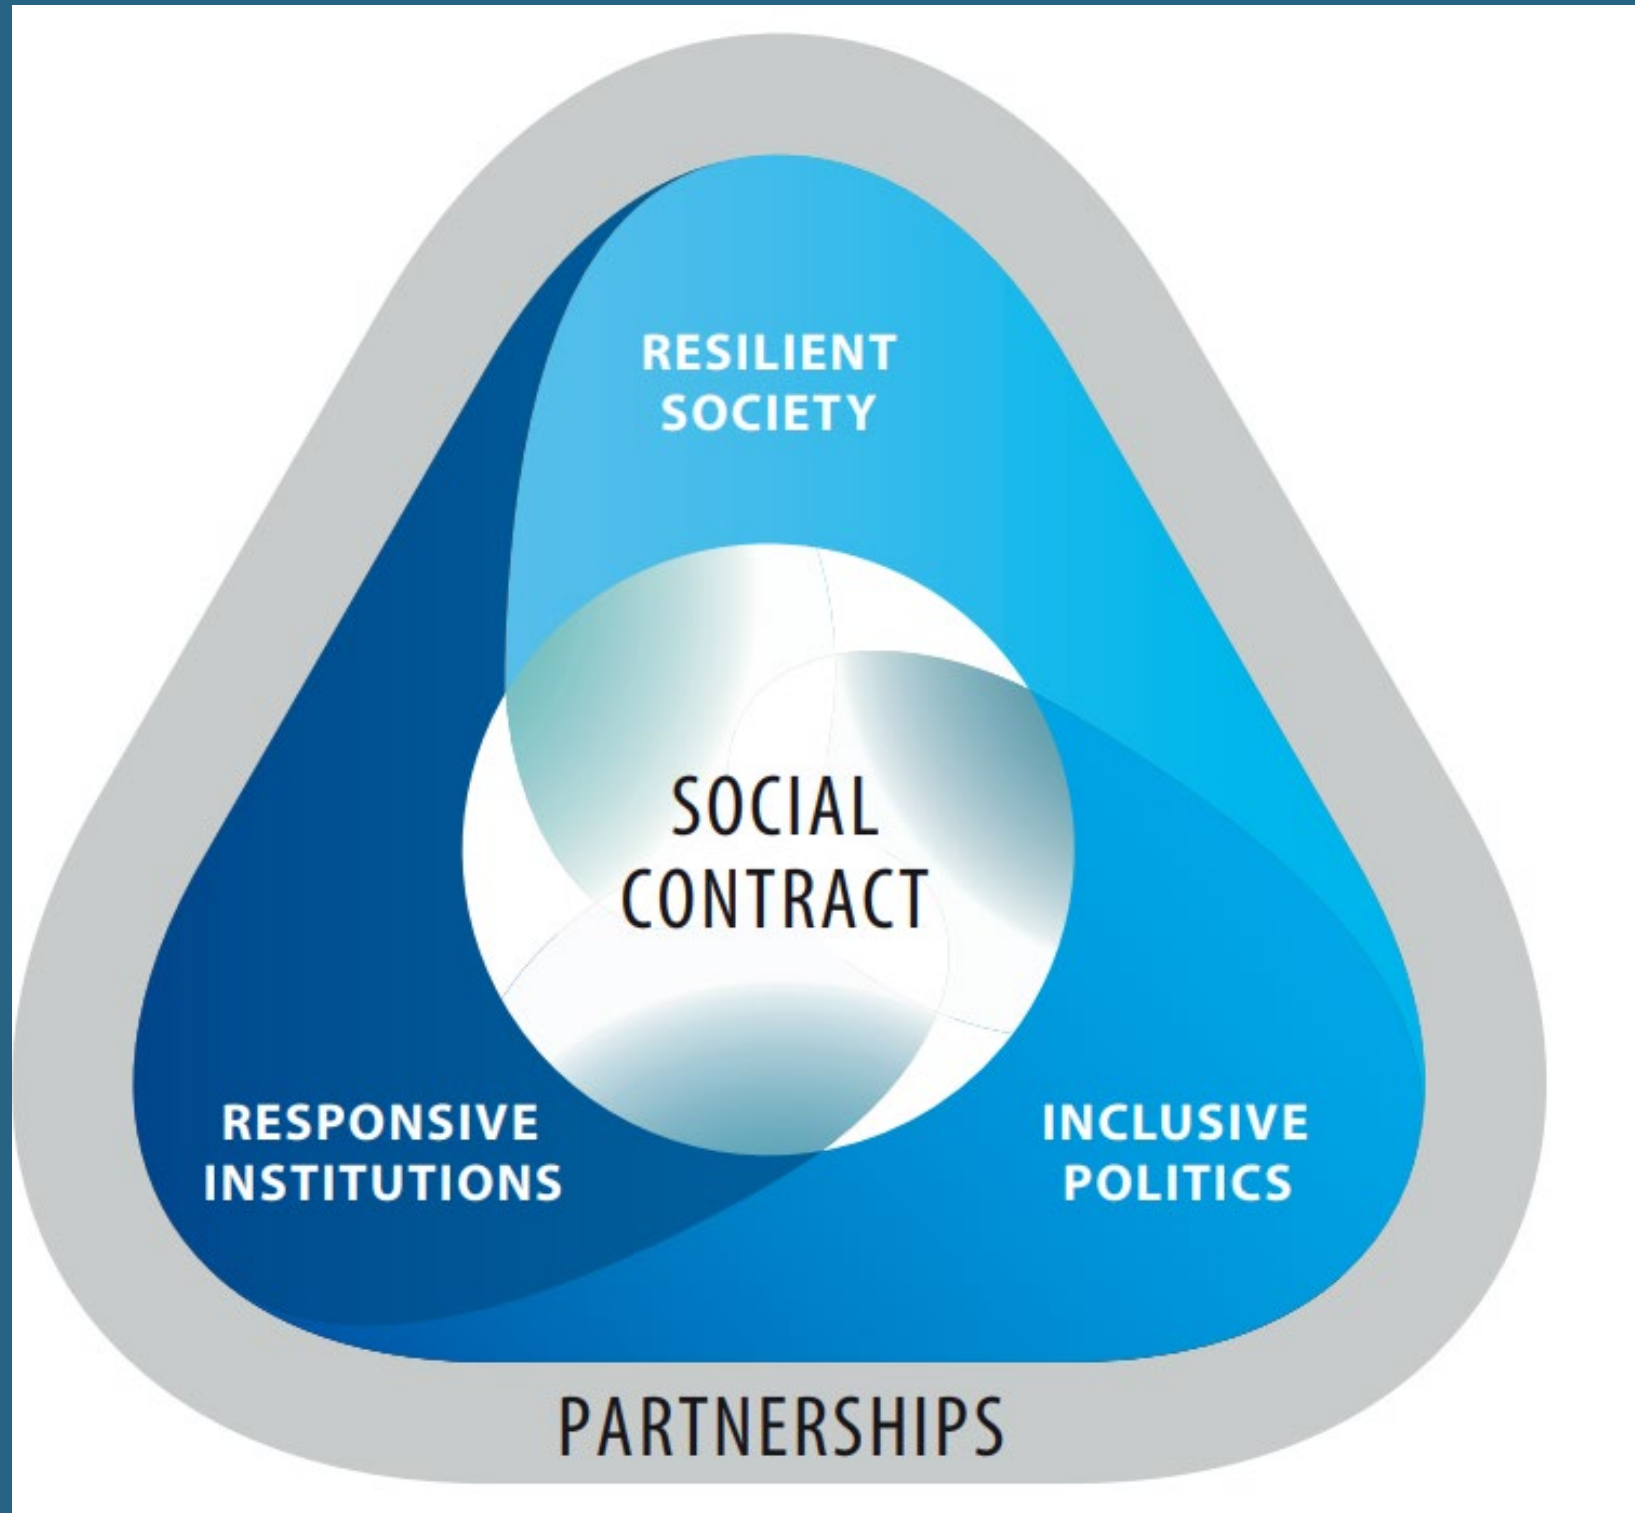 RESILIENT
SOCIETY
SOCIAL
CONTRACT
RESPONSIVE
INSTITUTIONS
INCLUSIVE
POLITICS
PARTNERSHIPS